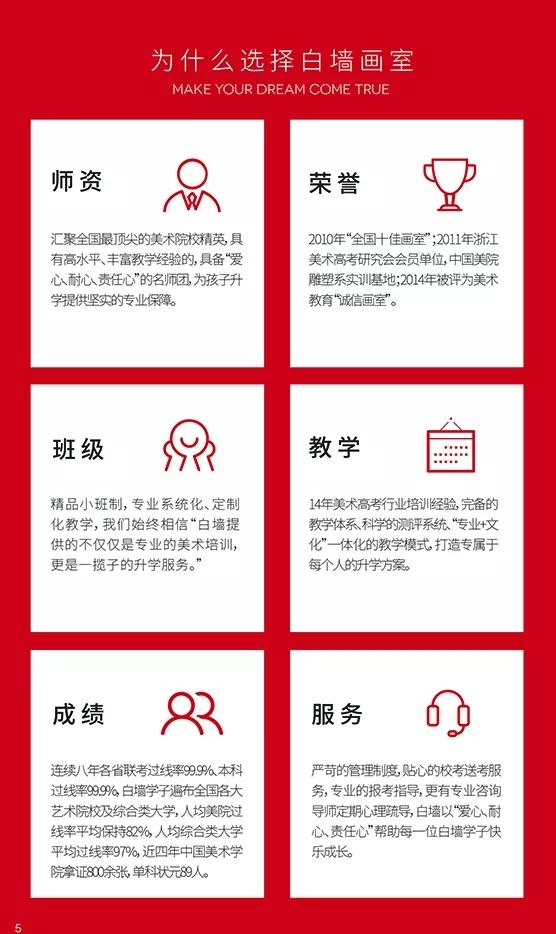 为什么选择白墙画室
MAKE YOUR DREAM COME TRUE
师资
汇聚全国最顶尖的美术院校精英,具
有高水平、丰富教学经验的,具备“爱
心、耐心、责任心”的名师团,为孩子升
学提供坚实的专业保障。
荣誉
2010年“全国十佳画室”;2011年浙江
美术高考研究会会员单位,中国美院
雕塑系实训基地;2014年被评为美术
教育“诚信画室”。
班级
精品小班制,专业系统化、定制
化教学,我们始终相信“白墙提
供的不仅仅是专业的美术培训,
更是一揽子的升学服务。”
教学
14年美术高考行业培训经验,完备的
教学体系、科学的测评系统、“专业+文
化”一体化的教学模式,打造专属于
每个人的升学方案。
成绩
连续八年各省联考过线率99.9%、本科
过线率99.9%,白墙学子遍布全国各大
艺术院校及综合类大学,人均美院过
线率平均保持82%,人均综合类大学
平均过线率97%,近四年中国美术学
院拿证800余张,单科状元89人。
服务
严苛的管理制度,贴心的校考送考服
务,专业的报考指导,更有专业咨询
导师定期心理疏导,白墙以“爱心、耐
心、责任心”帮助每一位白墙学子快
乐成长。
5